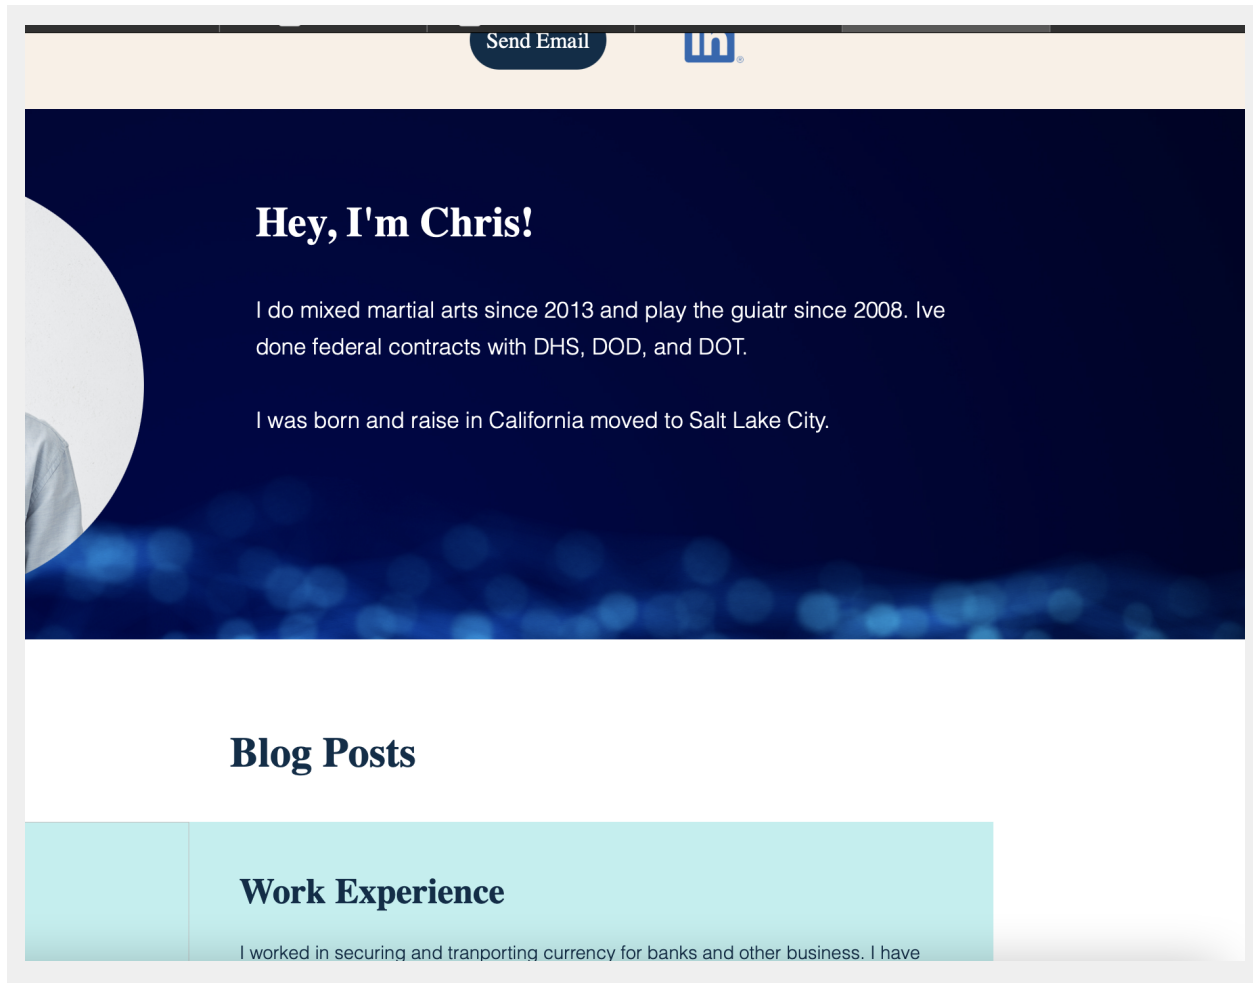 Send Email
in
Hey, I'm Chris!
I do mixed martial arts since 2013 and play the guiatr since 2008. Ive
done federal contracts with DHS, DOD, and DOT.
I was born and raise in California moved to Salt Lake City.
Blog Posts
Work Experience
I worked in securing and tranporting currency for banks and other business. I have